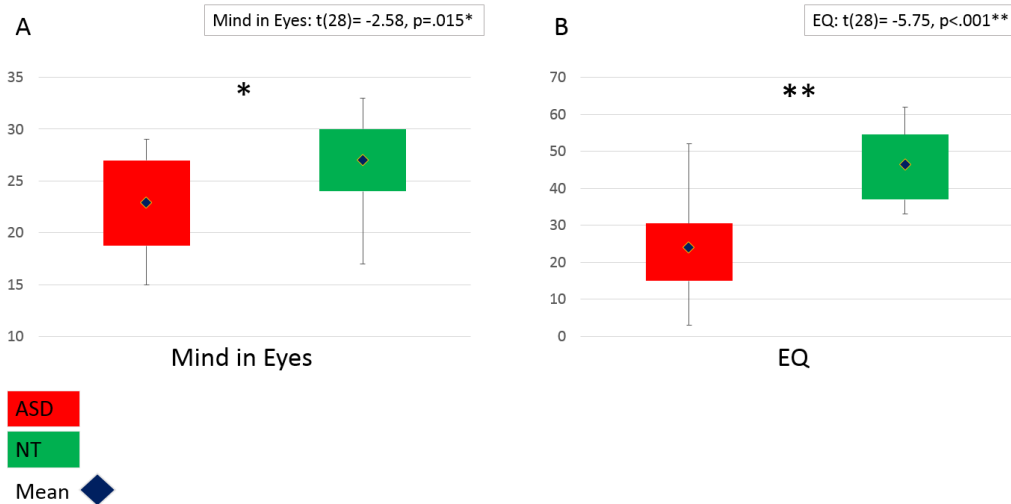 A
Mind in Eyes: t(28)= -2.58, p=.015*
*
35
30
25
20
15
10
Mind in Eyes
B
EQ: t(28)= -5.75, p<.001**
**
70
60
50
40
30
20
10
0
EQ
ASD
NT
Mean